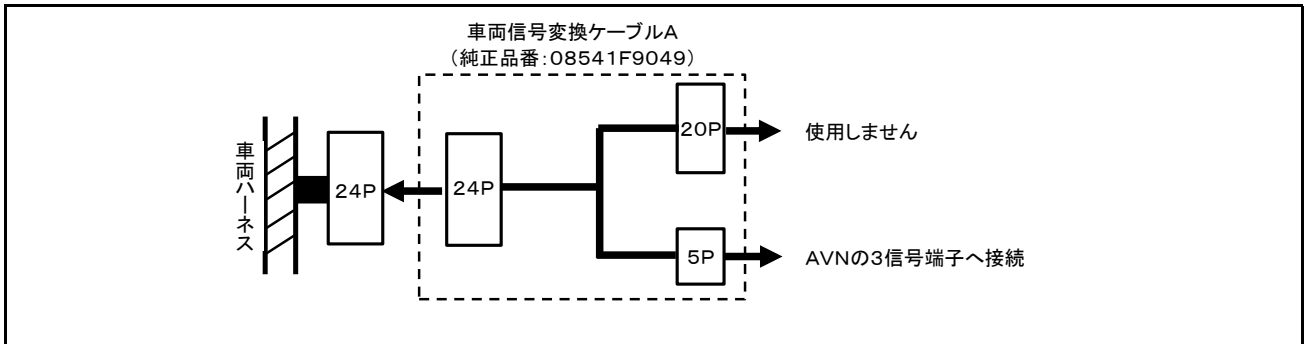 車両信号変換ケーブルA
（純正品番：08541F9049）
車両ハーネス
24P
24P
20P
使用しません
5P
AVNの3信号端子へ接続